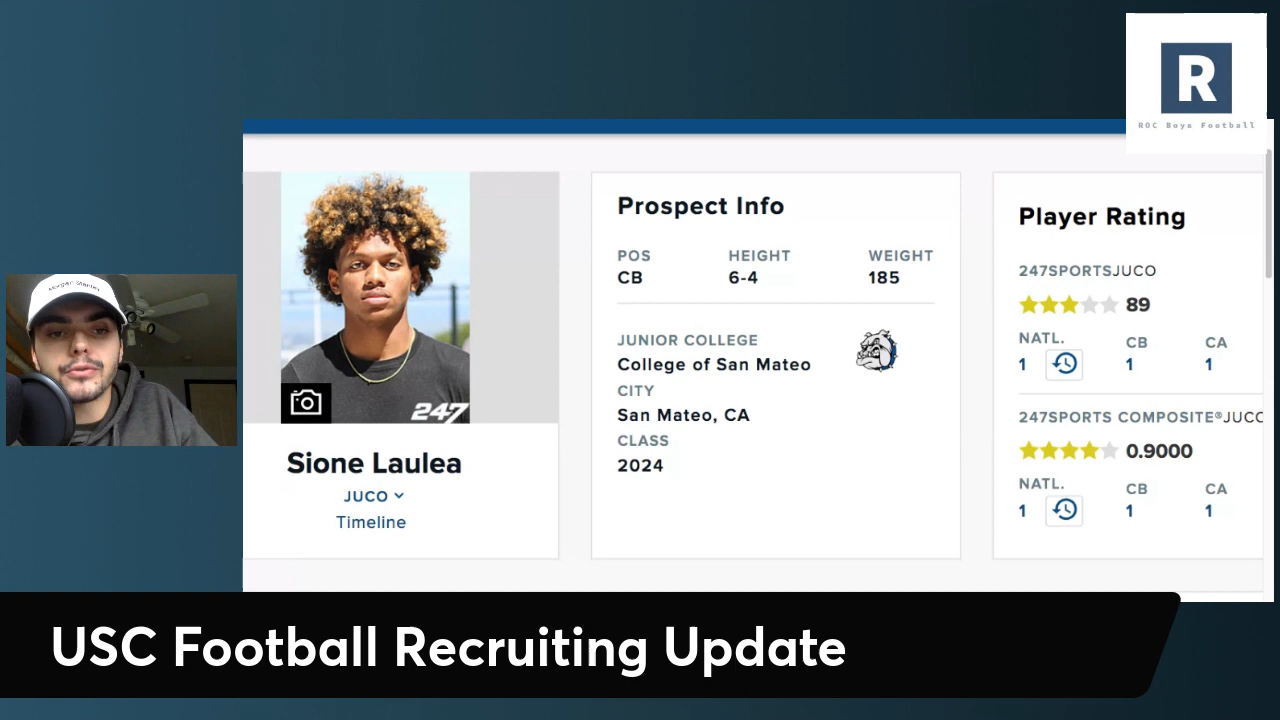 R
ROC Boys Football
Prospect Info
POS HEIGHT WEIGHT
CB 6-4 185
JUNIOR COLLEGE
College of San Mateo
CITY
San Mateo, CA
CLASS
2024
Player Rating
247SPORTSJUCO
89
NATL. CB CA
1 1 1
247SPORTS COMPOSITE®JUCO
0.9000
NATL. CB CA
1 1 1
247
Sione Laulea
JUCO
Timeline
Morgan Stanley
USC Football Recruiting Update